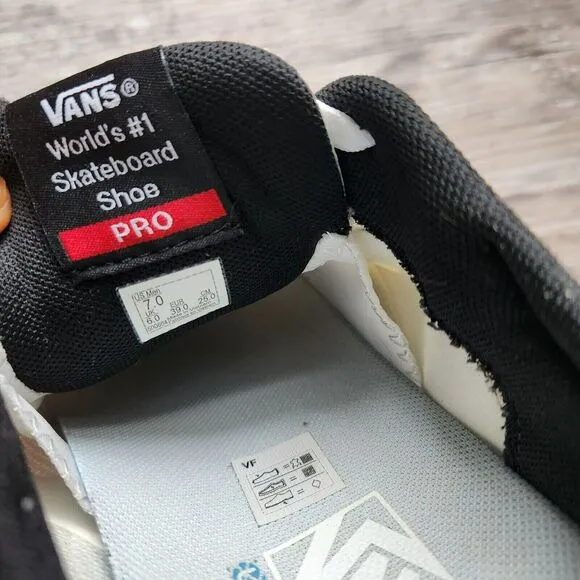 VANS®
World's #1
Skateboard
Shoe
PRO
US Men
7.0
UK EUR CM
6.0 39.0 25.0
VF